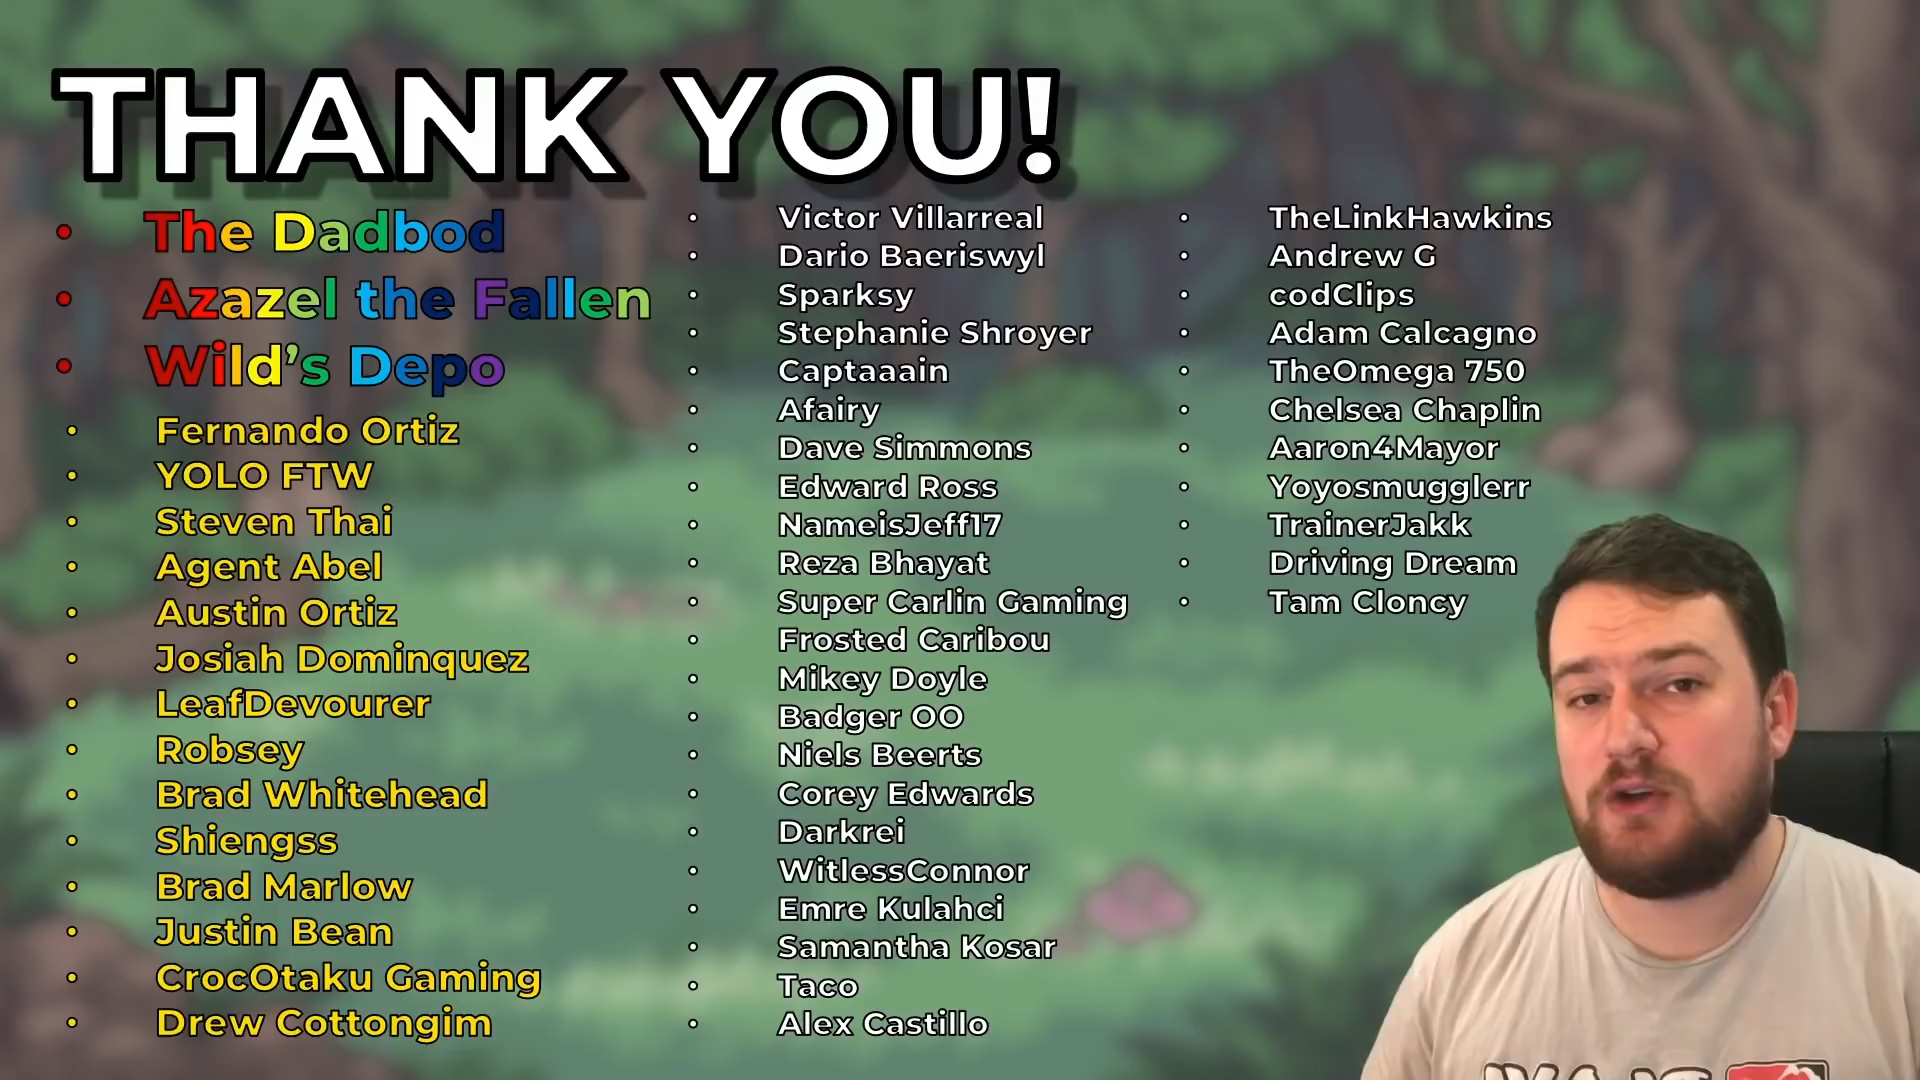 THANK YOU!
The Dadbod
Azazel the Fallen
Wild's Depo
Fernando Ortiz
YOLO FTW
Steven Thai
Agent Abel
Austin Ortiz
Josiah Dominquez
LeafDevourer
Robsey
Brad Whitehead
Shiengss
Brad Marlow
Justin Bean
CrocOtaku Gaming
Drew Cottongim
Victor Villarreal
Dario Baeriswyl
Sparksy
Stephanie Shroyer
Captaaain
Afairy
Dave Simmons
Edward Ross
NameisJeff17
Reza Bhayat
Super Carlin Gaming
Frosted Caribou
Mikey Doyle
Badger OO
Niels Beerts
Corey Edwards
Darkrei
WitlessConnor
Emre Kulahci
Samantha Kosar
Taco
Alex Castillo
TheLinkHawkins
Andrew G
codClips
Adam Calcagno
TheOmega 750
Chelsea Chaplin
Aaron4Mayor
Yoyosmugglerr
TrainerJakk
Driving Dream
Tam Cloncy